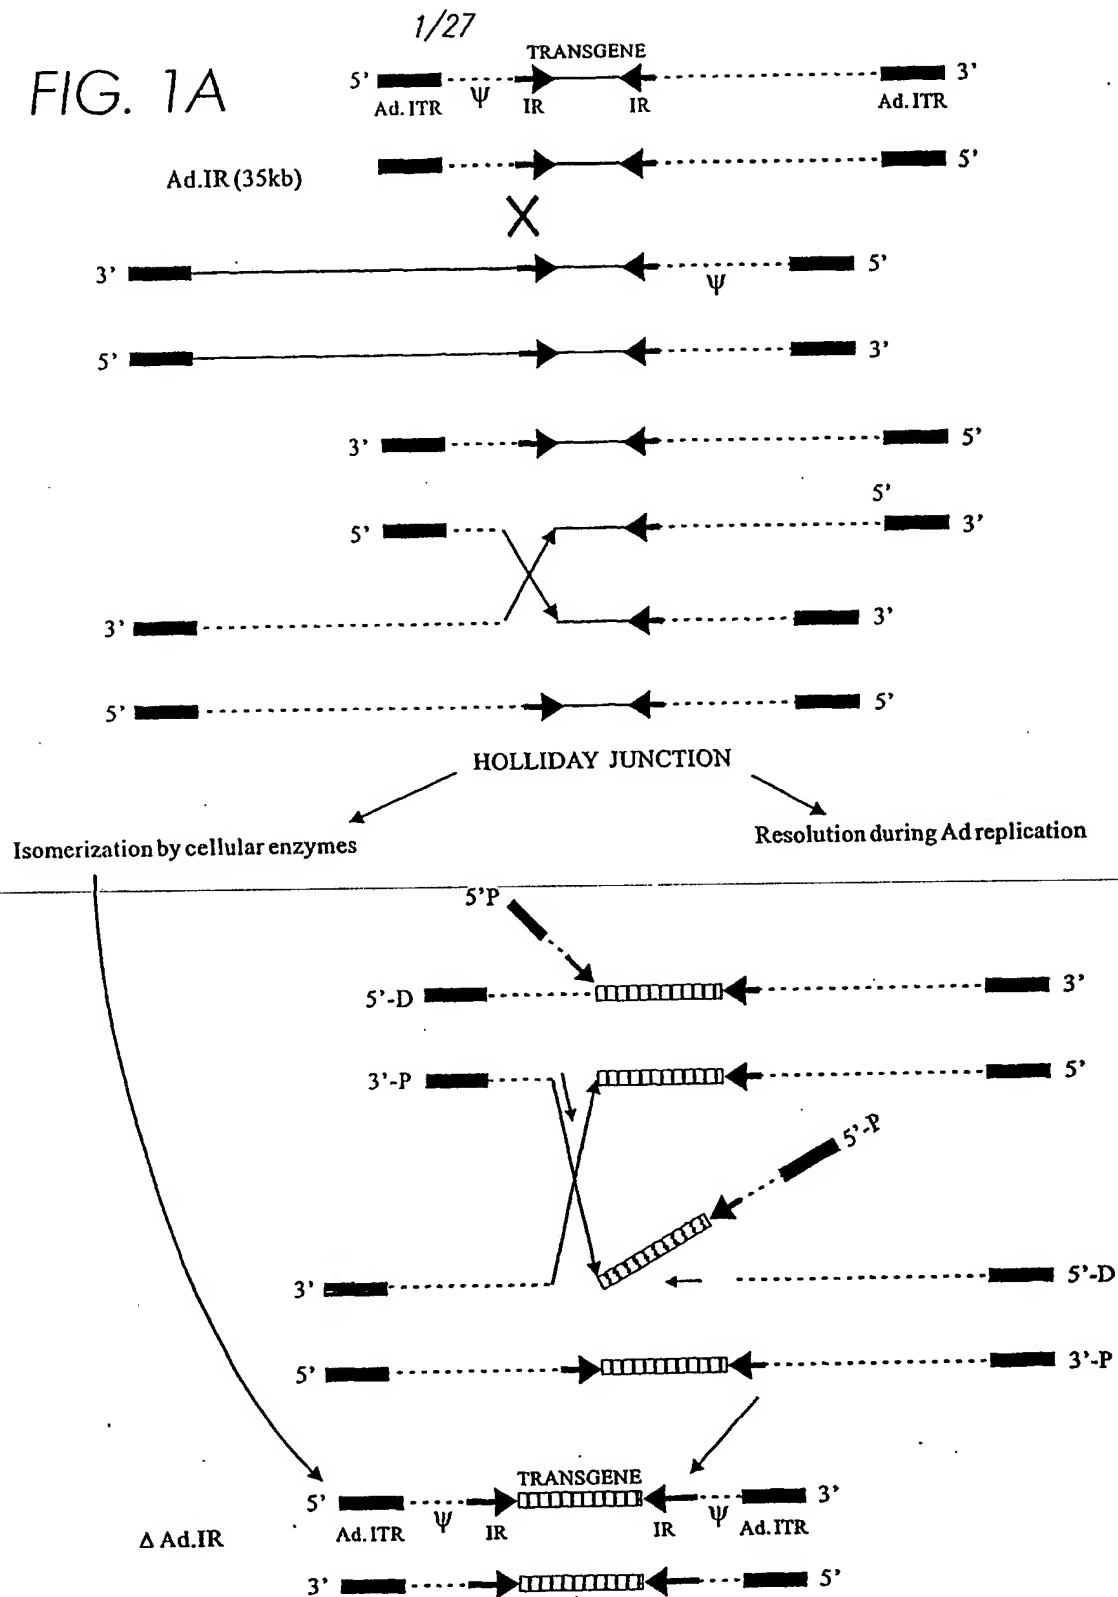 1/27
FIG. 1A
TRANSGENE
5' 3'
Ad. ITR Ψ IR IR Ad. ITR
5'
Ad.IR (35kb)
X
3' 5'
Ψ
5' 3'
3' 5'
5'
5' 3'
3' 3'
5' 5'
HOLLIDAY JUNCTION
Isomerization by cellular enzymes
Resolution during Ad replication
5'P
5'-D 3'
3'-P 5'
5'-P
3' 5'-D
5' 3'-P
TRANSGENE
5' 3'
Ad. ITR Ψ IR IR Ψ Ad. ITR
Δ Ad.IR
3' 5'